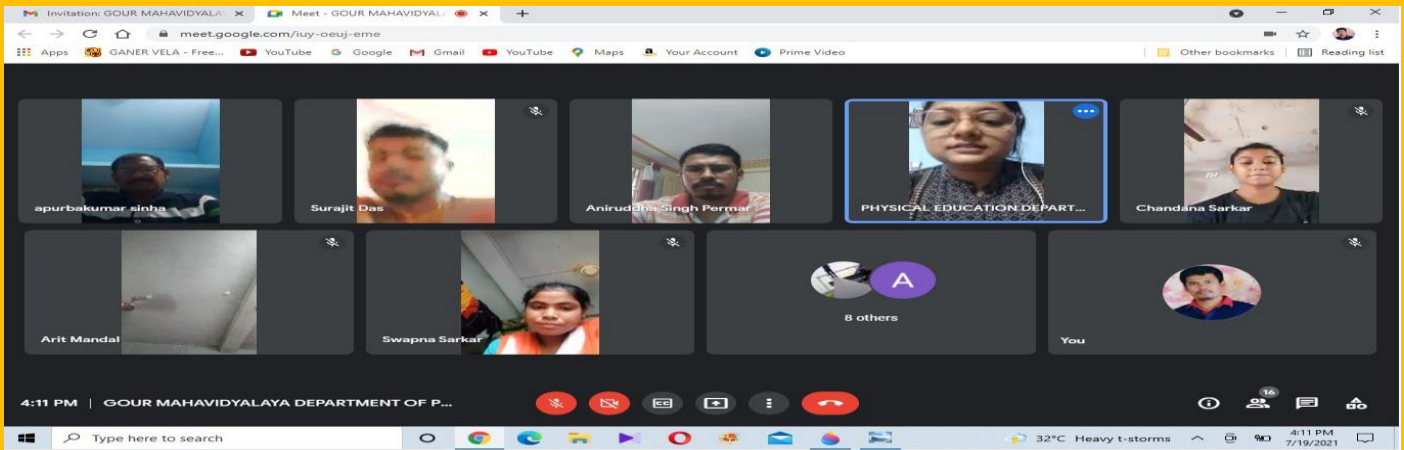 Invitation: GOUR MAHAVIDYALA Meet - GOUR MAHAVIDYAL
meet.google.com/iuy-oeuj-eme
Apps GANER VELA - Free... YouTube Google Gmail YouTube Maps Your Account Prime Video Other bookmarks Reading list
apurbakumar sinha Surajit Das Aniruddha Singh Permar PHYSICAL EDUCATION DEPART... Chandana Sarkar
A
8 others
Arit Mandal Swapna Sarkar You
16
4:11 PM | GOUR MAHAVIDYALAYA DEPARTMENT OF P...
CC
Type here to search 32°C Heavy t-storms 4:11 PM
7/19/2021